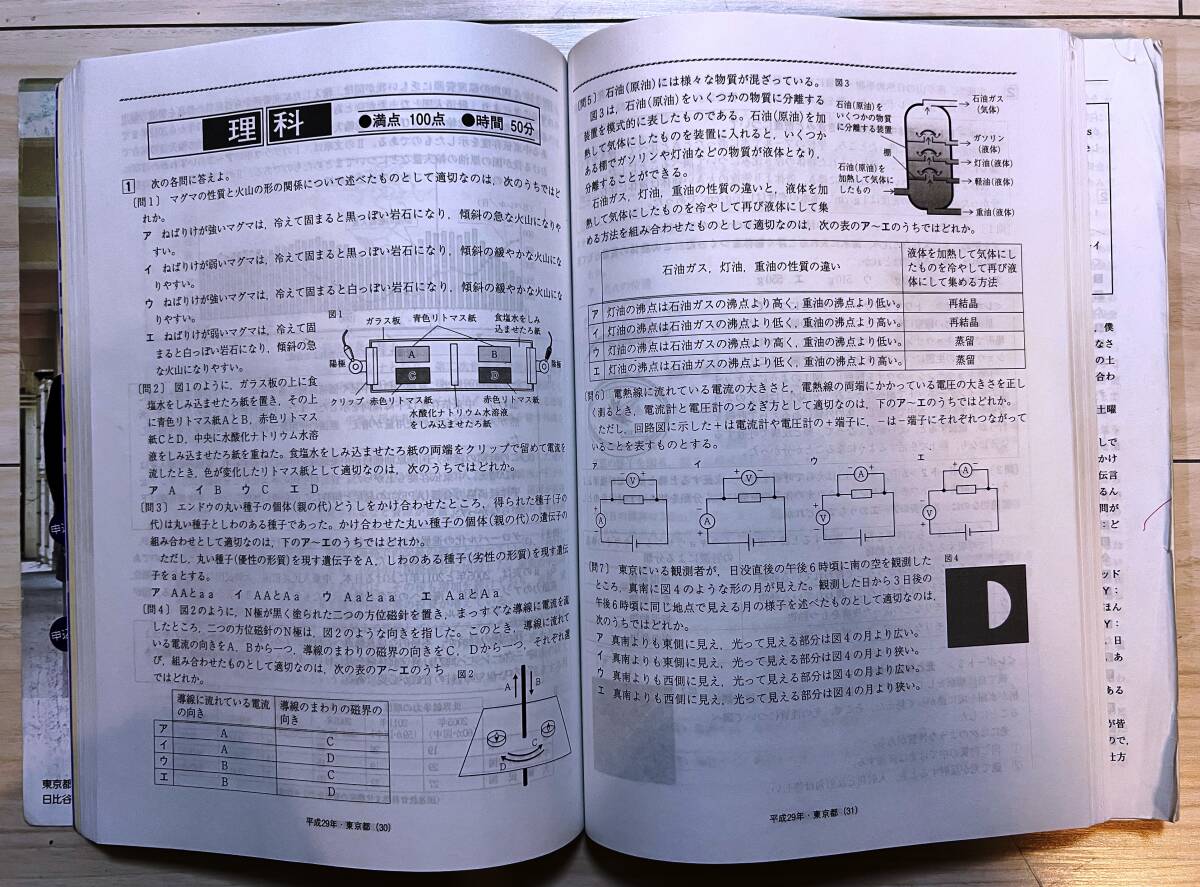 理科 ●満点 100点 ●時間 50分
1 次の各問に答えよ。
〔問1〕 マグマの性質と火山の形の関係について述べたものとして適切なのは，次のうちではど
れか。
ア ねばりけが強いマグマは，冷えて固まると黒っぽい岩石になり，傾斜の急な火山になりや
すい。
イ ねばりけが弱いマグマは，冷えて固まると黒っぽい岩石になり，傾斜の緩やかな火山にな
りやすい。
ウ ねばりけが強いマグマは，冷えて固まると白っぽい岩石になり，傾斜の緩やかな火山にな
りやすい。
エ ねばりけが弱いマグマは，冷えて固
まると白っぽい岩石になり，傾斜の急
な火山になりやすい。
図1
ガラス板 青色リトマス紙 食塩水をしみ
込ませたろ紙
A B
陽極 陰極
C D
クリップ 赤色リトマス紙 赤色リトマス紙
水酸化ナトリウム水溶液
をしみ込ませたろ紙
〔問2〕 図1のように，ガラス板の上に食
塩水をしみ込ませたろ紙を置き，その上
に青色リトマス紙AとB，赤色リトマス
紙CとD，中央に水酸化ナトリウム水溶
液をしみ込ませたろ紙を重ねた。食塩水をしみ込ませたろ紙の両端をクリップで留めて電流を
流したとき，色が変化したリトマス紙として適切なのは，次のうちではどれか。
ア A イ B ウ C エ D
〔問3〕 エンドウの丸い種子の個体(親の代)どうしをかけ合わせたところ，得られた種子(子の
代)は丸い種子としわのある種子であった。かけ合わせた丸い種子の個体(親の代)の遺伝子の
組み合わせとして適切なのは，下のア～エのうちではどれか。
ただし，丸い種子(優性の形質)を現す遺伝子をA，しわのある種子(劣性の形質)を現す遺伝
子をaとする。
ア AAとaa イ AAとAa ウ Aaとaa エ AaとAa
〔問4〕 図2のように，N極が黒く塗られた二つの方位磁針を置き，まっすぐな導線に電流を流
したところ，二つの方位磁針のN極は，図2のような向きを指した。このとき，導線に流れて
いる電流の向きをA，Bから一つ，導線のまわりの磁界の向きをC，Dから一つ，それぞれ選
び，組み合わせたものとして適切なのは，次の表のア～エのうち
ではどれか。
図2
A B
C
D
導線に流れている電流の向き 導線のまわりの磁界の向き
ア A C
イ A D
ウ B C
エ B D
平成29年・東京都 (30)
〔問5〕 石油(原油)には様々な物質が混ざっている。
図3は，石油(原油)をいくつかの物質に分離する
装置を模式的に表したものである。石油(原油)を加
熱して気体にしたものを装置に入れると，いくつか
ある棚でガソリンや灯油などの物質が液体となり，
分離することができる。
石油ガス，灯油，重油の性質の違いと，液体を加
熱して気体にしたものを冷やして再び液体にして集
める方法を組み合わせたものとして適切なのは，次の表のア～エのうちではどれか。
図3
石油(原油)を
いくつかの物質
に分離する装置
棚
石油(原油)を
加熱して気体に
したもの
石油ガス
(気体)
ガソリン
(液体)
灯油(液体)
軽油(液体)
重油(液体)
石油ガス，灯油，重油の性質の違い 液体を加熱して気体にしたものを冷やして再び液体にして集める方法
ア 灯油の沸点は石油ガスの沸点より高く，重油の沸点より低い。 再結晶
イ 灯油の沸点は石油ガスの沸点より低く，重油の沸点より高い。 再結晶
ウ 灯油の沸点は石油ガスの沸点より高く，重油の沸点より低い。 蒸留
エ 灯油の沸点は石油ガスの沸点より低く，重油の沸点より高い。 蒸留
〔問6〕 電熱線に流れている電流の大きさと，電熱線の両端にかかっている電圧の大きさを正し
く測るとき，電流計と電圧計のつなぎ方として適切なのは，下のア～エのうちではどれか。
ただし，回路図に示した＋は電流計や電圧計の＋端子に，－は－端子にそれぞれつながって
いることを表すものとする。
ア イ ウ エ
V V A A
A A V V
〔問7〕 東京にいる観測者が，日没直後の午後6時頃に南の空を観測した
ところ，真南に図4のような形の月が見えた。観測した日から3日後の
午後6時頃に同じ地点で見える月の様子を述べたものとして適切なのは，
次のうちではどれか。
図4
ア 真南よりも東側に見え，光って見える部分は図4の月より広い。
イ 真南よりも東側に見え，光って見える部分は図4の月より狭い。
ウ 真南よりも西側に見え，光って見える部分は図4の月より広い。
エ 真南よりも西側に見え，光って見える部分は図4の月より狭い。
平成29年・東京都 (31)
東京都
日比谷